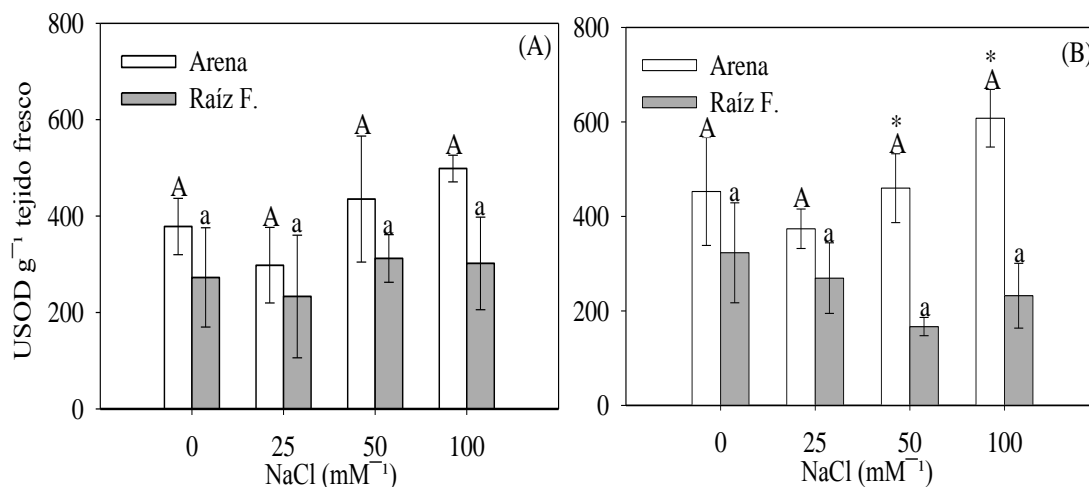 USOD g⁻¹ tejido fresco
800
600
400
200
0
(A)
Arena
Raíz F.
A
a
A
a
A
a
A
a
0 25 50 100
NaCl (mM⁻¹)
800
600
400
200
0
(B)
Arena
Raíz F.
A
a
A
a
*
A
a
*
A
a
0 25 50 100
NaCl (mM⁻¹)